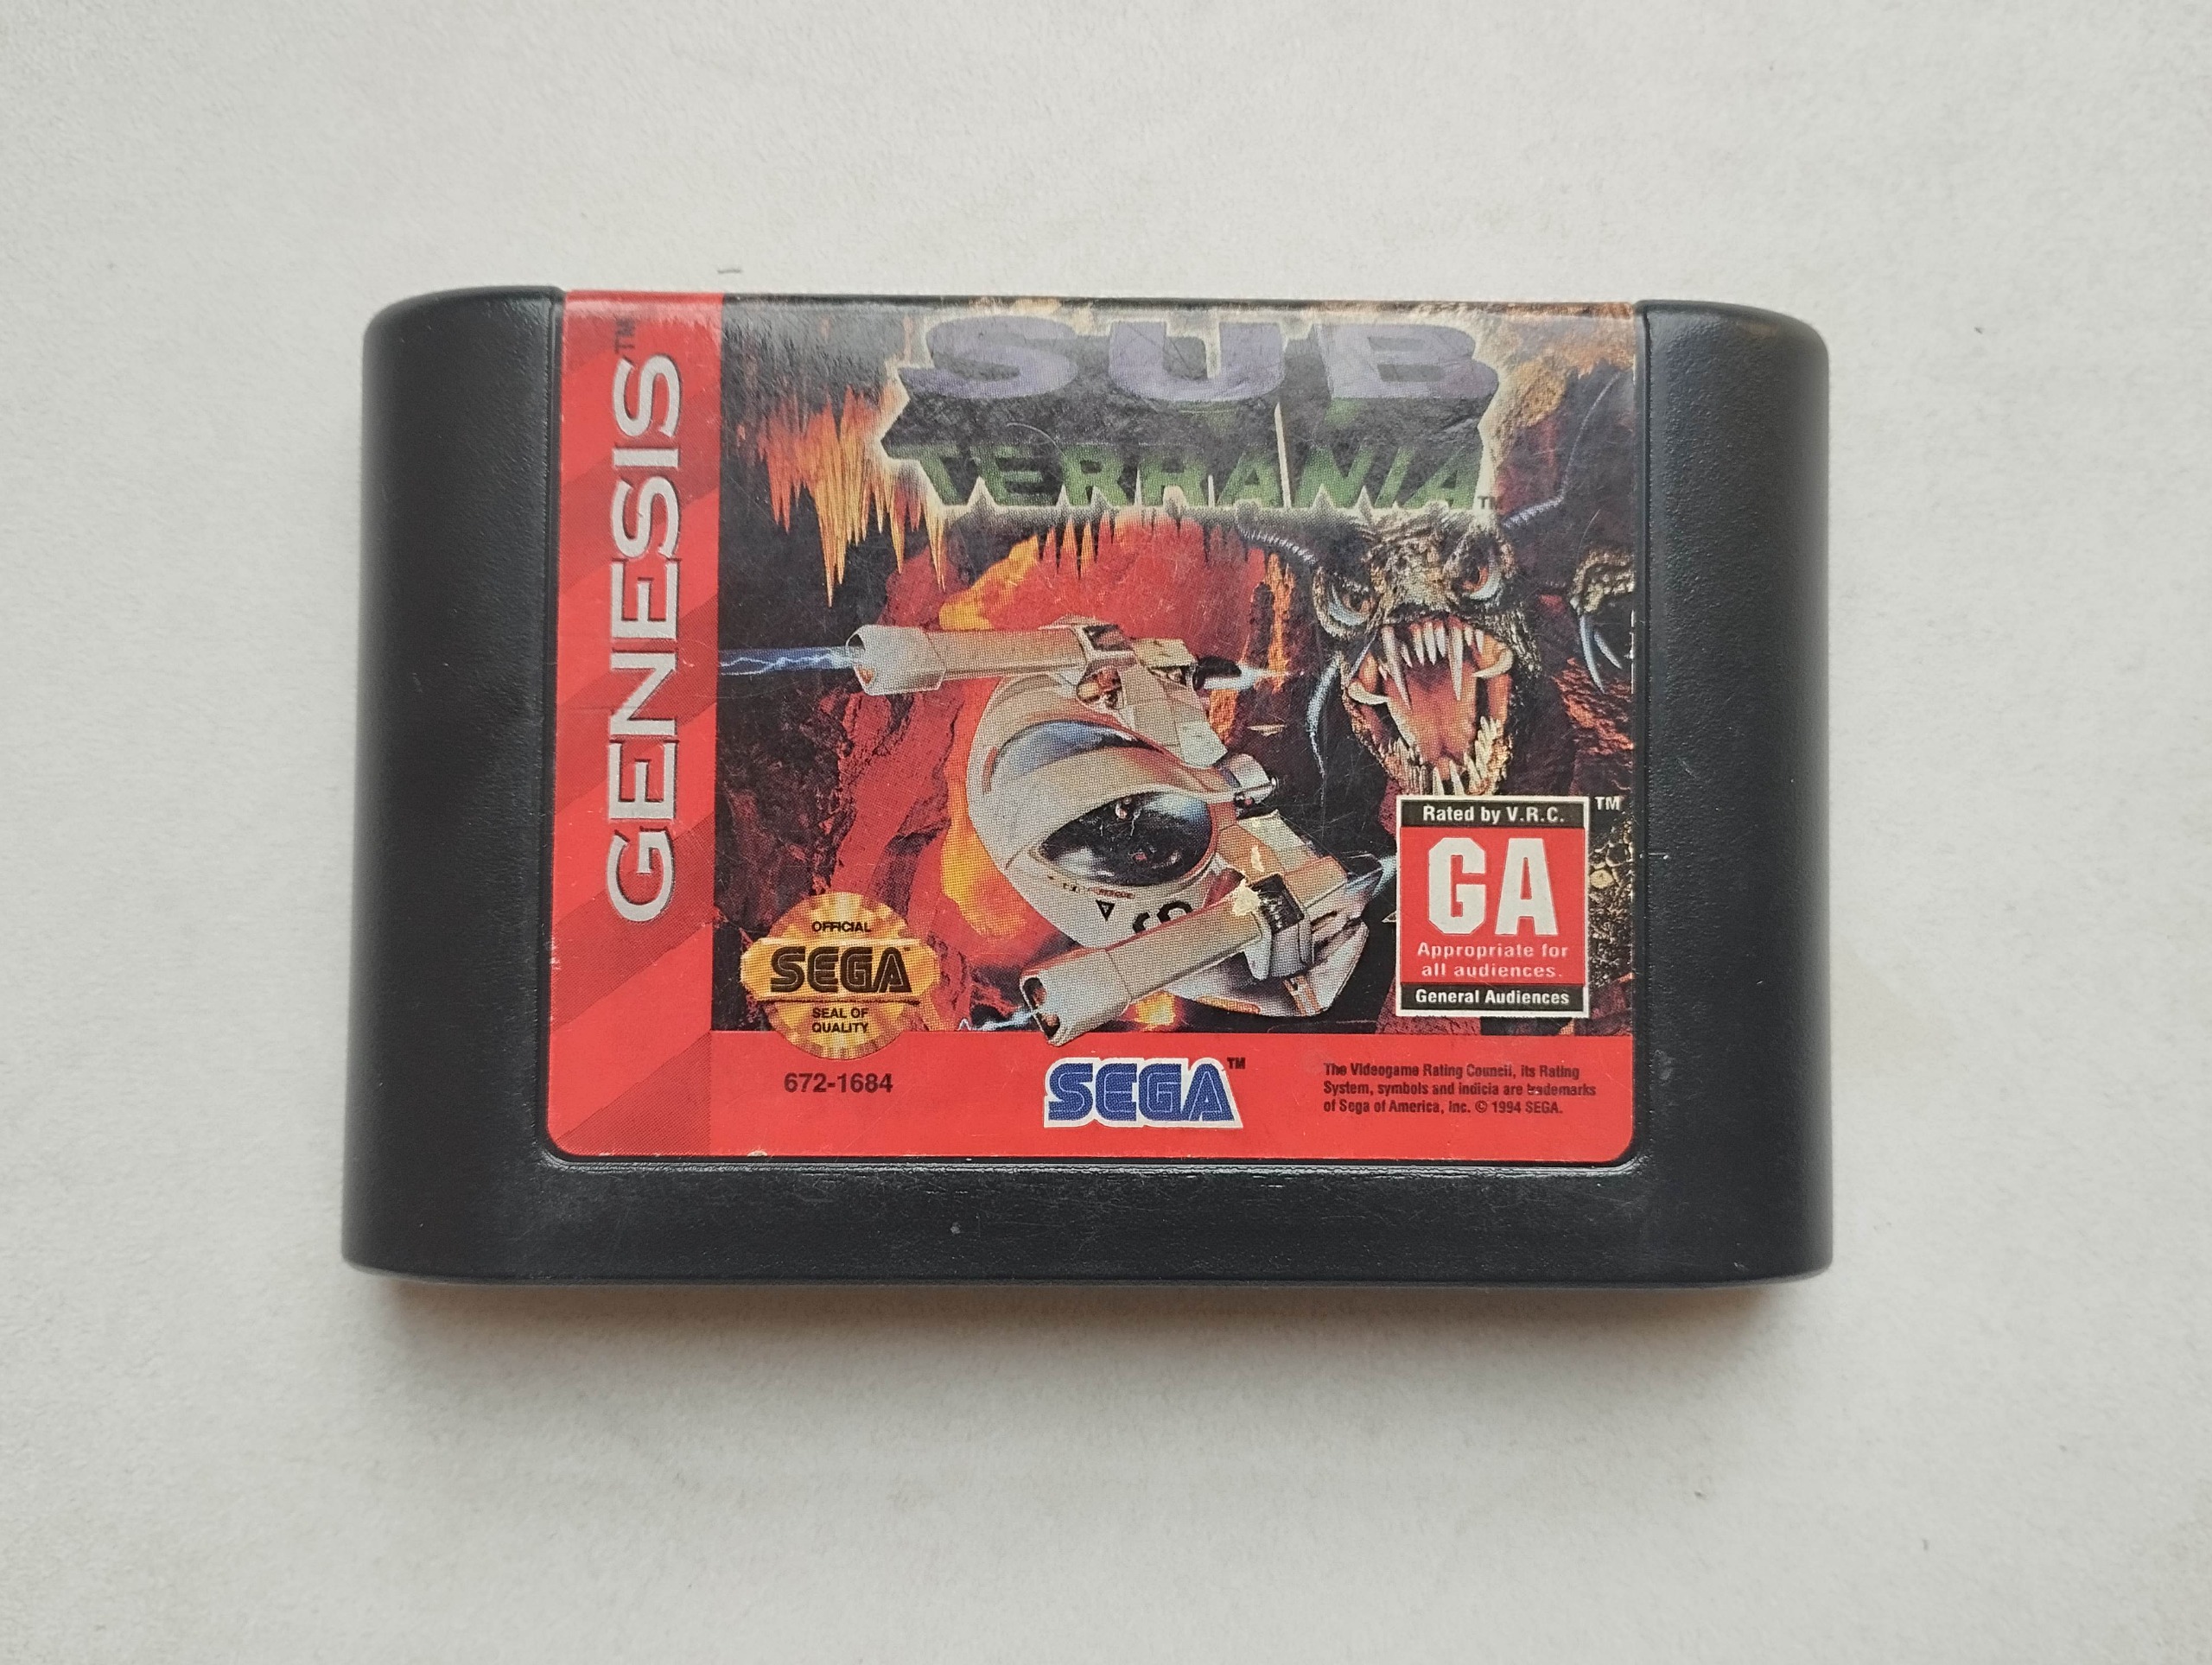 GENESIS™
SUB
TERRANIA™
Rated by V.R.C.
™
GA
Appropriate for
all audiences.
General Audiences
OFFICIAL
SEGA™
SEAL OF
QUALITY
672-1684
SEGA™
The Videogame Rating Council, its Rating
System, symbols and indicia are trademarks
of Sega of America, Inc. © 1994 SEGA.